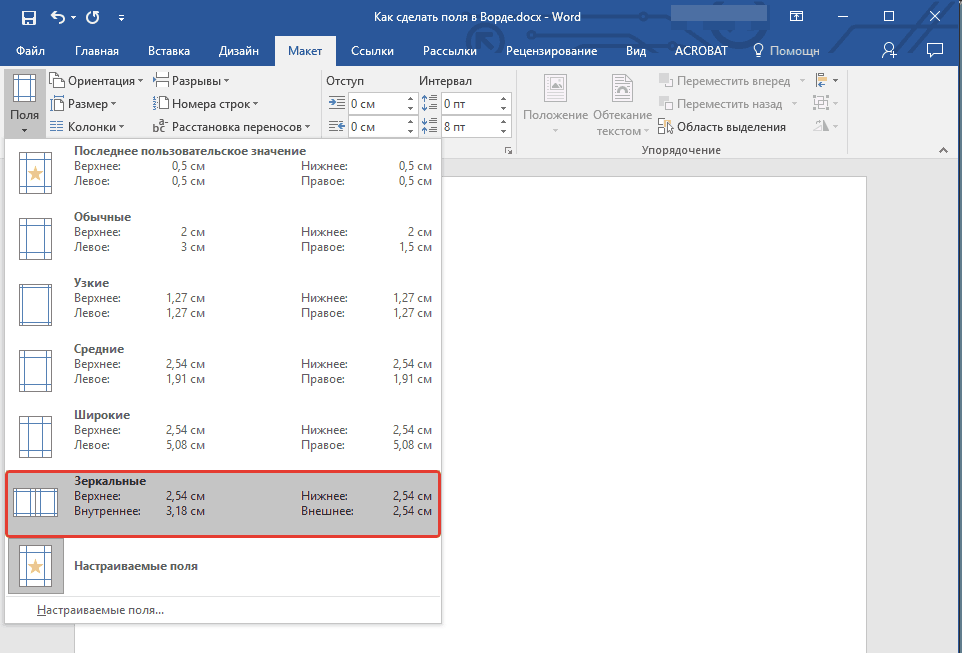 Как сделать поля в Ворде.docx - Word
Файл Главная Вставка Дизайн Макет Ссылки Рассылки Рецензирование Вид ACROBAT Помощн
Поля
Ориентация
Размер
Колонки
Разрывы
Номера строк
Расстановка переносов
Отступ Интервал
0 см 0 пт
0 см 8 пт
Положение
Обтекание
текстом
Переместить вперед
Переместить назад
Область выделения
Упорядочение
Последнее пользовательское значение
Верхнее: 0,5 см Нижнее: 0,5 см
Левое: 0,5 см Правое: 0,5 см
Обычные
Верхнее: 2 см Нижнее: 2 см
Левое: 3 см Правое: 1,5 см
Узкие
Верхнее: 1,27 см Нижнее: 1,27 см
Левое: 1,27 см Правое: 1,27 см
Средние
Верхнее: 2,54 см Нижнее: 2,54 см
Левое: 1,91 см Правое: 1,91 см
Широкие
Верхнее: 2,54 см Нижнее: 2,54 см
Левое: 5,08 см Правое: 5,08 см
Зеркальные
Верхнее: 2,54 см Нижнее: 2,54 см
Внутреннее: 3,18 см Внешнее: 2,54 см
Настраиваемые поля
Настраиваемые поля...